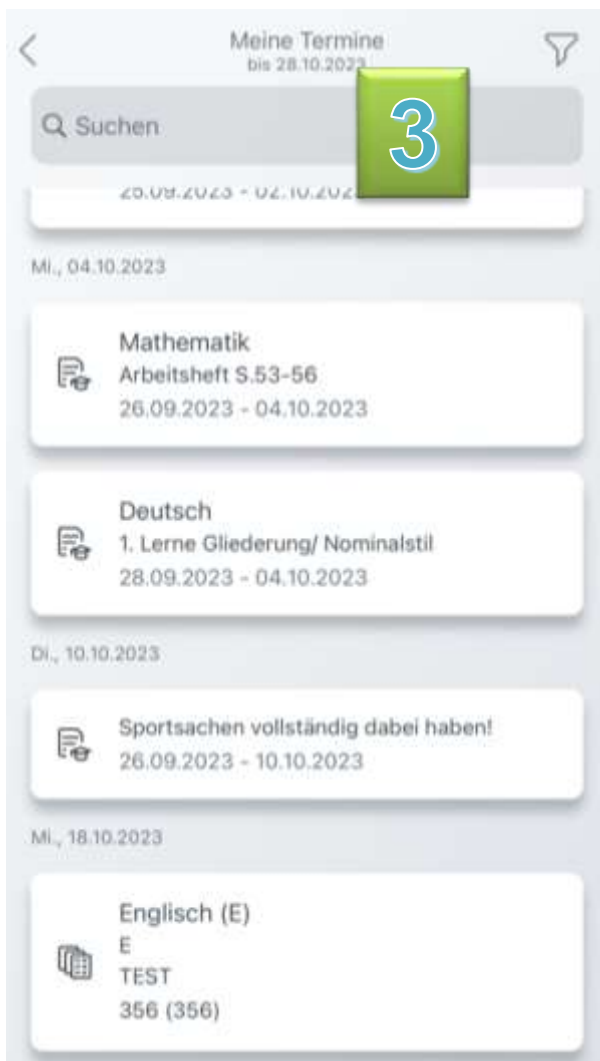 Meine Termine
bis 28.10.2023
3
Suchen
Mi., 04.10.2023
Mathematik
Arbeitsheft S.53-56
26.09.2023 - 04.10.2023
Deutsch
1. Lerne Gliederung/ Nominalstil
28.09.2023 - 04.10.2023
Di., 10.10.2023
Sportsachen vollständig dabei haben!
26.09.2023 - 10.10.2023
Mi., 18.10.2023
Englisch (E)
E
TEST
356 (356)